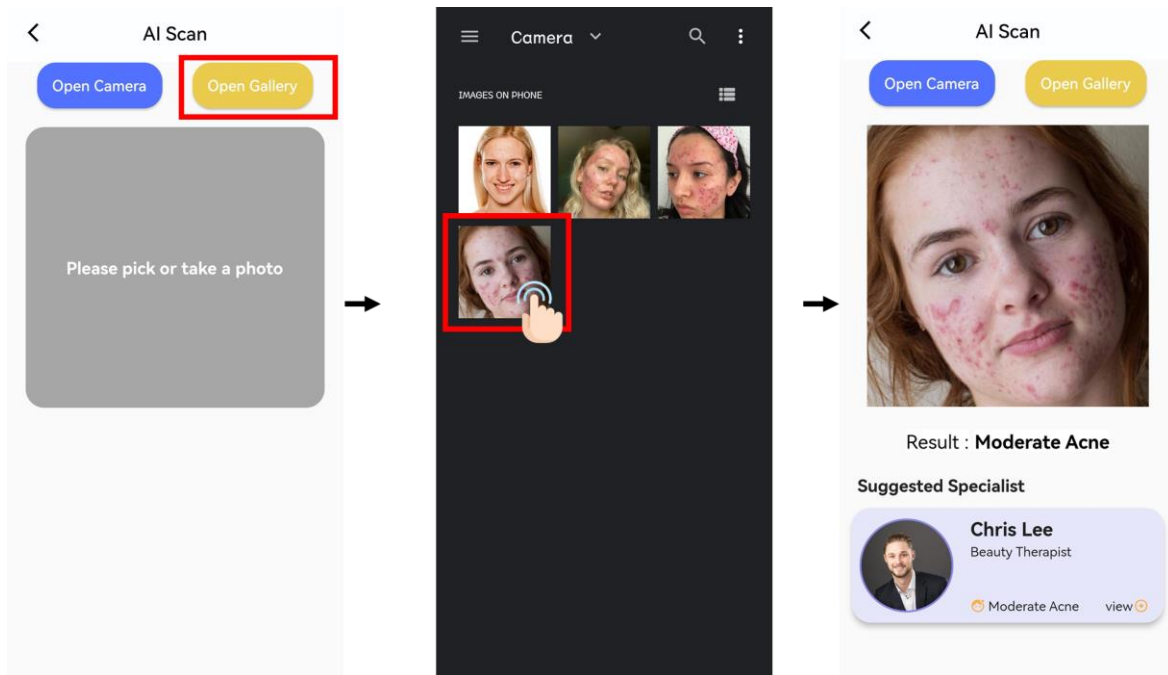 AI Scan
Open Camera
Open Gallery
Please pick or take a photo
Camera
IMAGES ON PHONE
AI Scan
Open Camera
Open Gallery
Result : Moderate Acne
Suggested Specialist
Chris Lee
Beauty Therapist
Moderate Acne
view